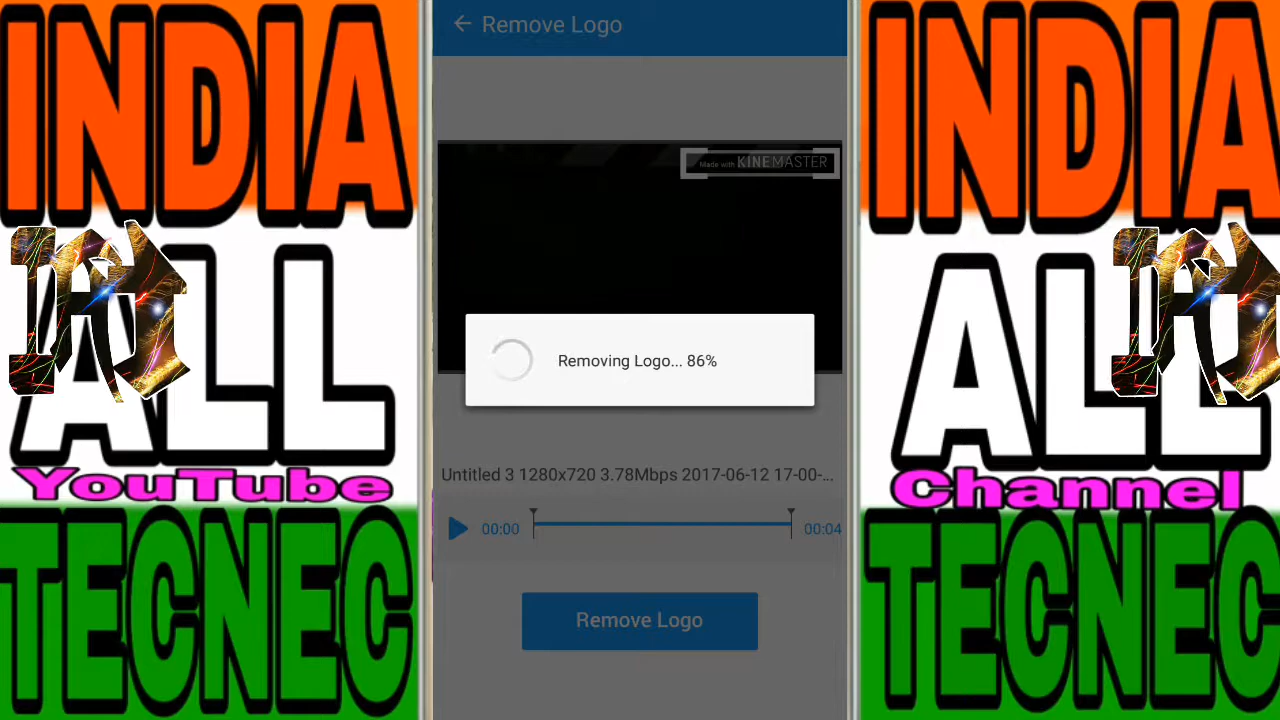 INDIA
ALL
YouTube
TECNEC
Remove Logo
Made with KINEMASTER
Removing Logo... 86%
Untitled 3 1280x720 3.78Mbps 2017-06-12 17-00-...
00:00
00:04
Remove Logo
INDIA
ALL
Channel
TECNEC